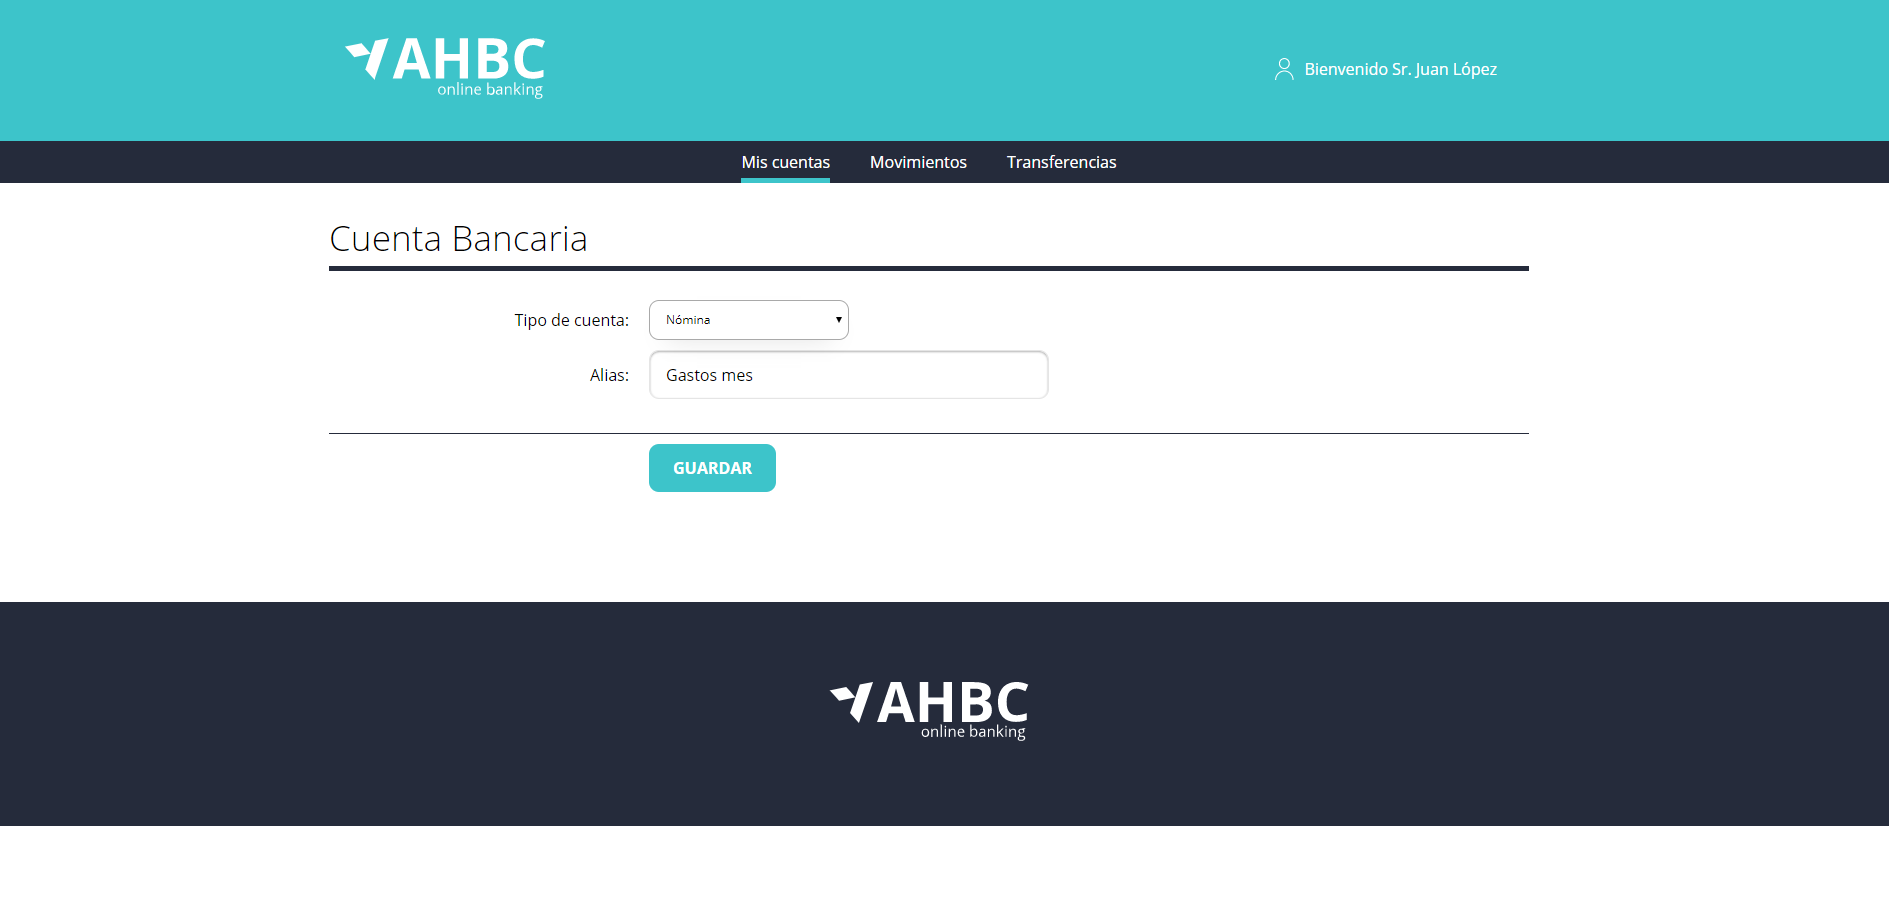 AHBC
online banking
Bienvenido Sr. Juan López
Mis cuentas Movimientos Transferencias
Cuenta Bancaria
Tipo de cuenta: Nómina
Alias: Gastos mes
GUARDAR
AHBC
online banking